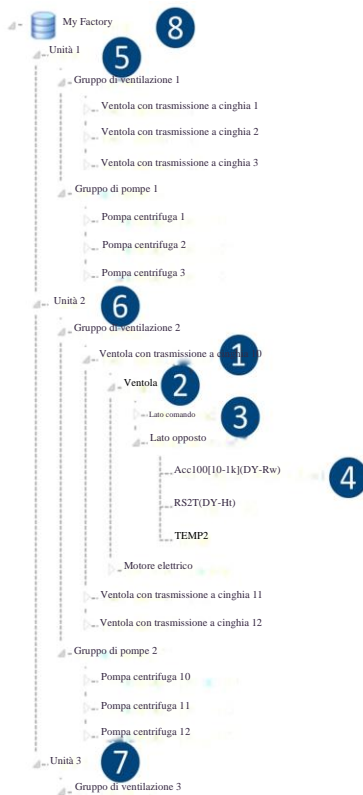 My Factory
8
Unità 1
5
Gruppo di ventilazione 1
Ventola con trasmissione a cinghia 1
Ventola con trasmissione a cinghia 2
Ventola con trasmissione a cinghia 3
Gruppo di pompe 1
Pompa centrifuga 1
Pompa centrifuga 2
Pompa centrifuga 3
Unità 2
6
Gruppo di ventilazione 2
Ventola con trasmissione a cinghia 10
1
Ventola
2
Lato comando
3
Lato opposto
Acc100[10-1k](DY-Rw)
4
RS2T(DY-Ht)
TEMP2
Motore elettrico
Ventola con trasmissione a cinghia 11
Ventola con trasmissione a cinghia 12
Gruppo di pompe 2
Pompa centrifuga 10
Pompa centrifuga 11
Pompa centrifuga 12
Unità 3
7
Gruppo di ventilazione 3